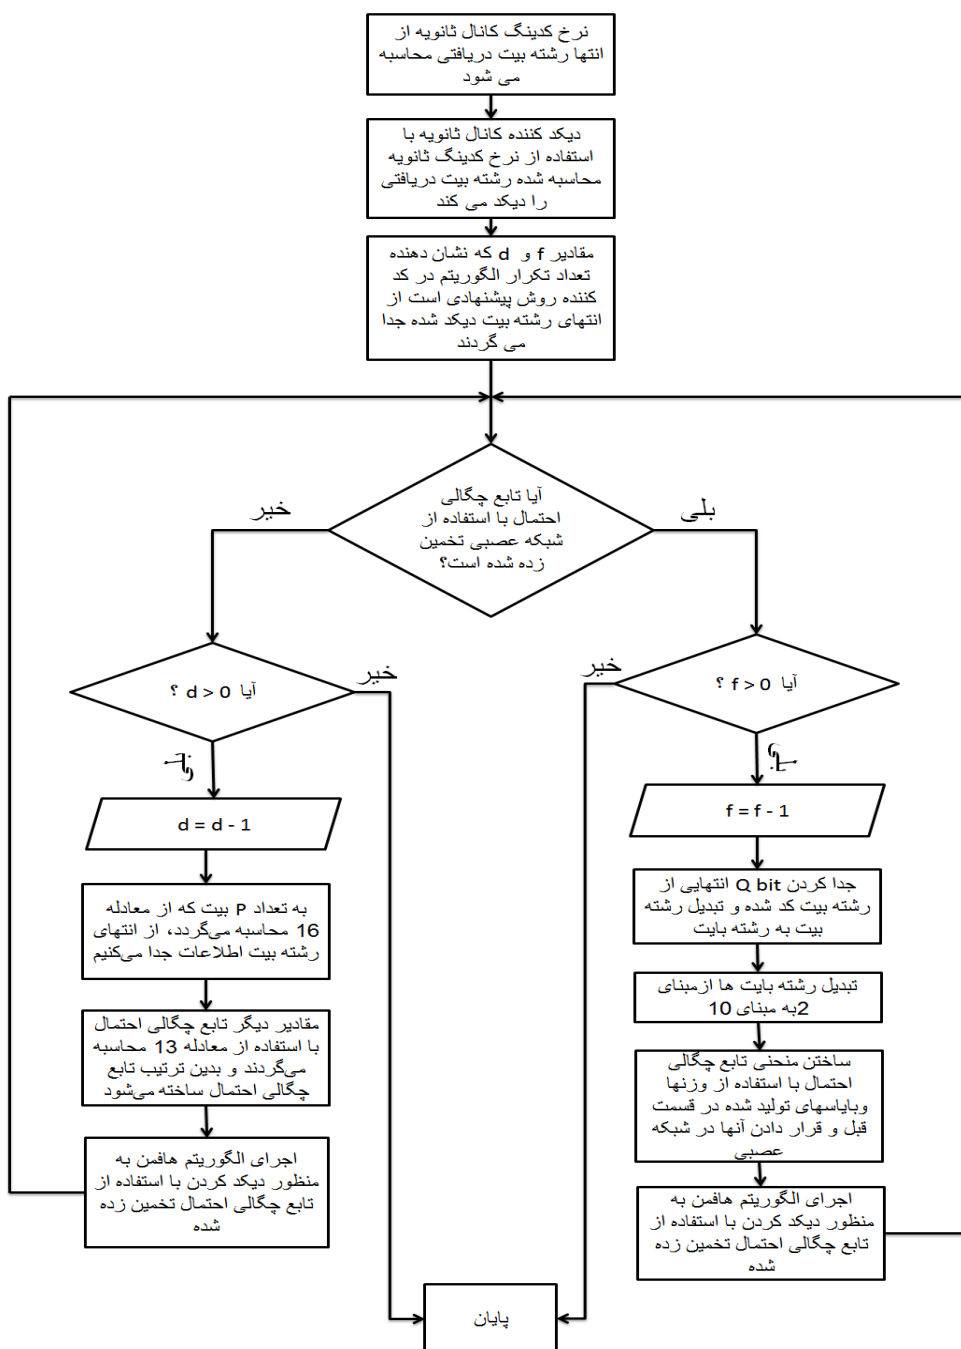 نرخ کدینگ کانال ثانویه از
انتها رشته بیت دریافتی محاسبه
می شود
دیکد کننده کانال ثانویه با
استفاده از نرخ کدینگ ثانویه
محاسبه شده رشته بیت دریافتی
را دیکد می کند
مقادیر f و d که نشان دهنده
تعداد تکرار الگوریتم در کد
کننده روش پیشنهادی است از
انتهای رشته بیت دیکد شده جدا
می گردند
آیا تابع چگالی
احتمال با استفاده از
شبکه عصبی تخمین
زده شده است؟
بلی
خیر
آیا f > 0 ؟
خیر
بلی
f = f - 1
جدا کردن Q bit انتهایی از
رشته بیت کد شده و تبدیل رشته
بیت به رشته بایت
تبدیل رشته بایت ها ازمبنای
2به مبنای 10
ساختن منحنی تابع چگالی
احتمال با استفاده از وزنها
وبایاسهای تولید شده در قسمت
قبل و قرار دادن آنها در شبکه
عصبی
اجرای الگوریتم هافمن به
منظور دیکد کردن با استفاده از
تابع چگالی احتمال تخمین زده
شده
آیا d > 0 ؟
خیر
بلی
d = d - 1
به تعداد P بیت که از معادله
16 محاسبه می‌گردد، از انتهای
رشته بیت اطلاعات جدا می‌کنیم
مقادیر دیگر تابع چگالی احتمال
با استفاده از معادله 13 محاسبه
می‌گردند و بدین ترتیب تابع
چگالی احتمال ساخته می‌شود
اجرای الگوریتم هافمن به
منظور دیکد کردن با استفاده از
تابع چگالی احتمال تخمین زده
شده
پایان